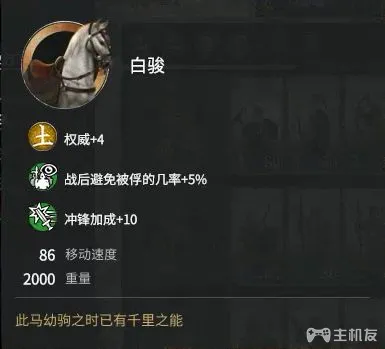 白骏
土
权威+4
战后避免被俘的几率+5%
冲锋加成+10
86 移动速度
2000 重量
此马幼驹之时已有千里之能
主机友